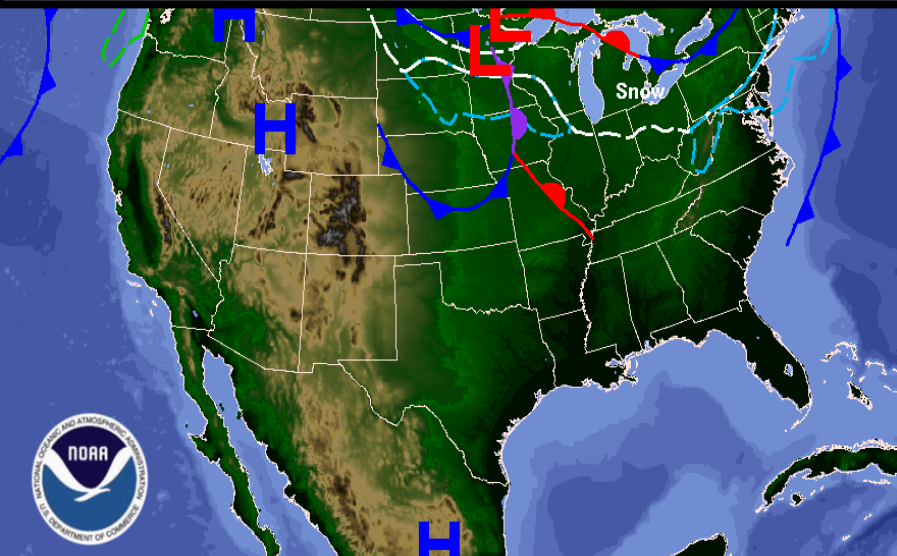 H
L
L
H
Snow
NOAA
NATIONAL OCEANIC AND ATMOSPHERIC ADMINISTRATION
U.S. DEPARTMENT OF COMMERCE
H